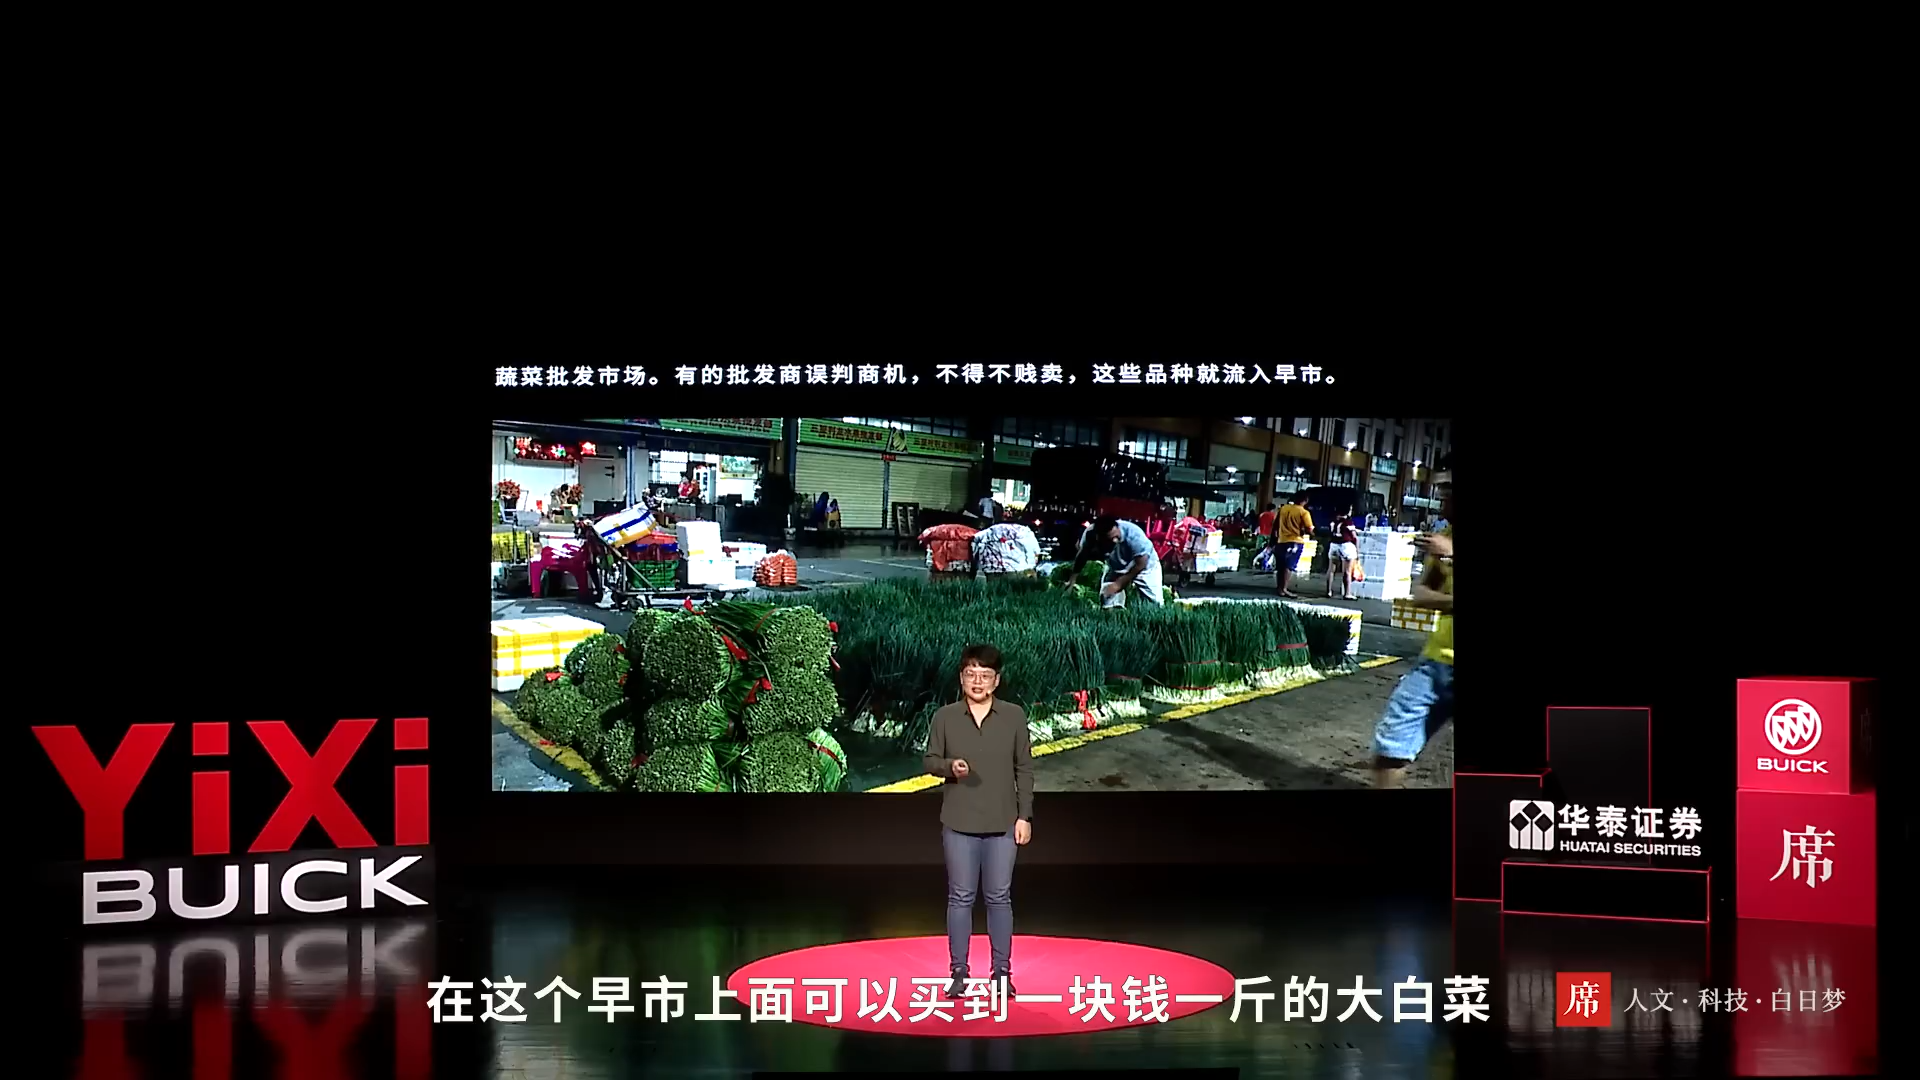 蔬菜批发市场。有的批发商误判商机，不得不贱卖，这些品种就流入早市。
YiXi
BUICK
BUICK
华泰证券
HUATAI SECURITIES
席
在这个早市上面可以买到一块钱一斤的大白菜
席 人文·科技·白日梦